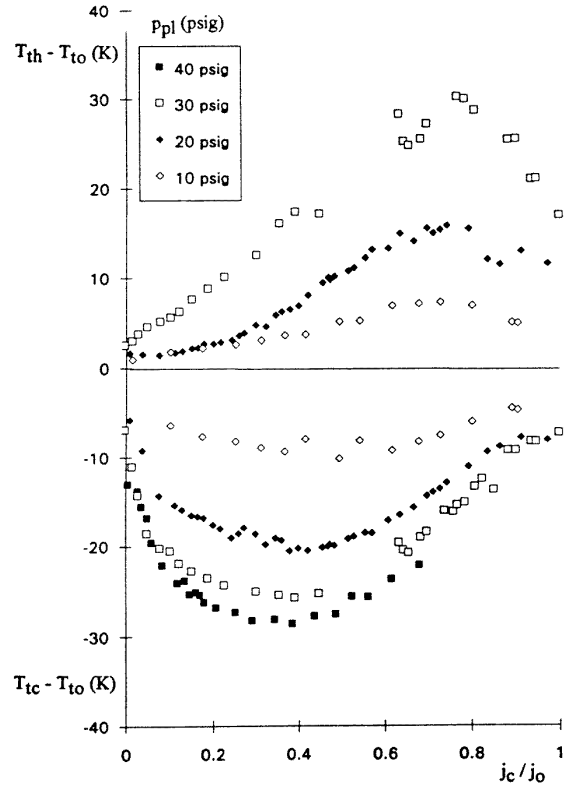 40
p_pl (psig)
T_th - T_to (K)
40 psig
30
30 psig
20 psig
20
10 psig
10
0
-10
-20
-30
T_tc - T_to (K)
-40
0
0.2
0.4
0.6
0.8
1
j_c/j_o